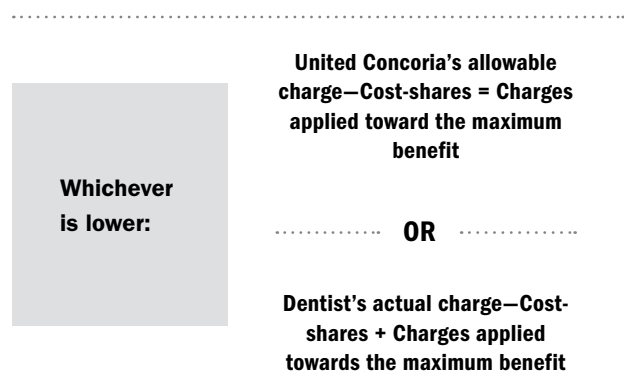 United Concoria's allowable
charge—Cost-shares = Charges
applied toward the maximum
benefit
Whichever
is lower:
OR
Dentist's actual charge—Cost-
shares + Charges applied
towards the maximum benefit